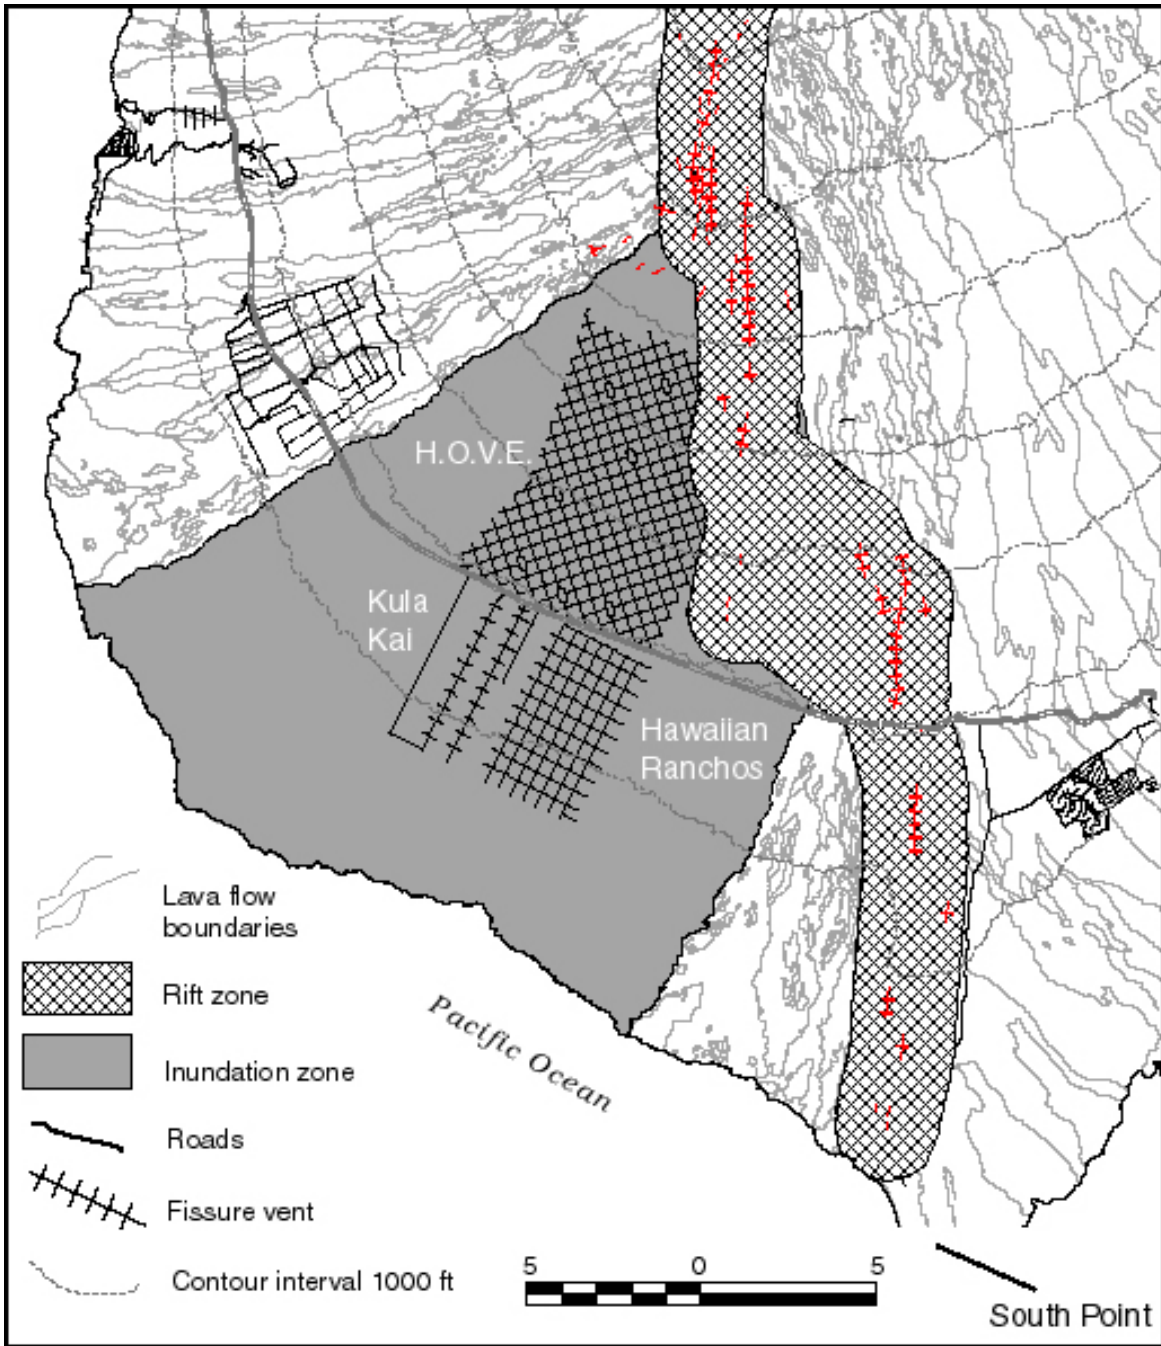 H.O.V.E.
Kula
Kai
Hawaiian
Ranchos
Lava flow
boundaries
Rift zone
Inundation zone
Roads
Fissure vent
Contour interval 1000 ft
Pacific Ocean
5 0 5
South Point